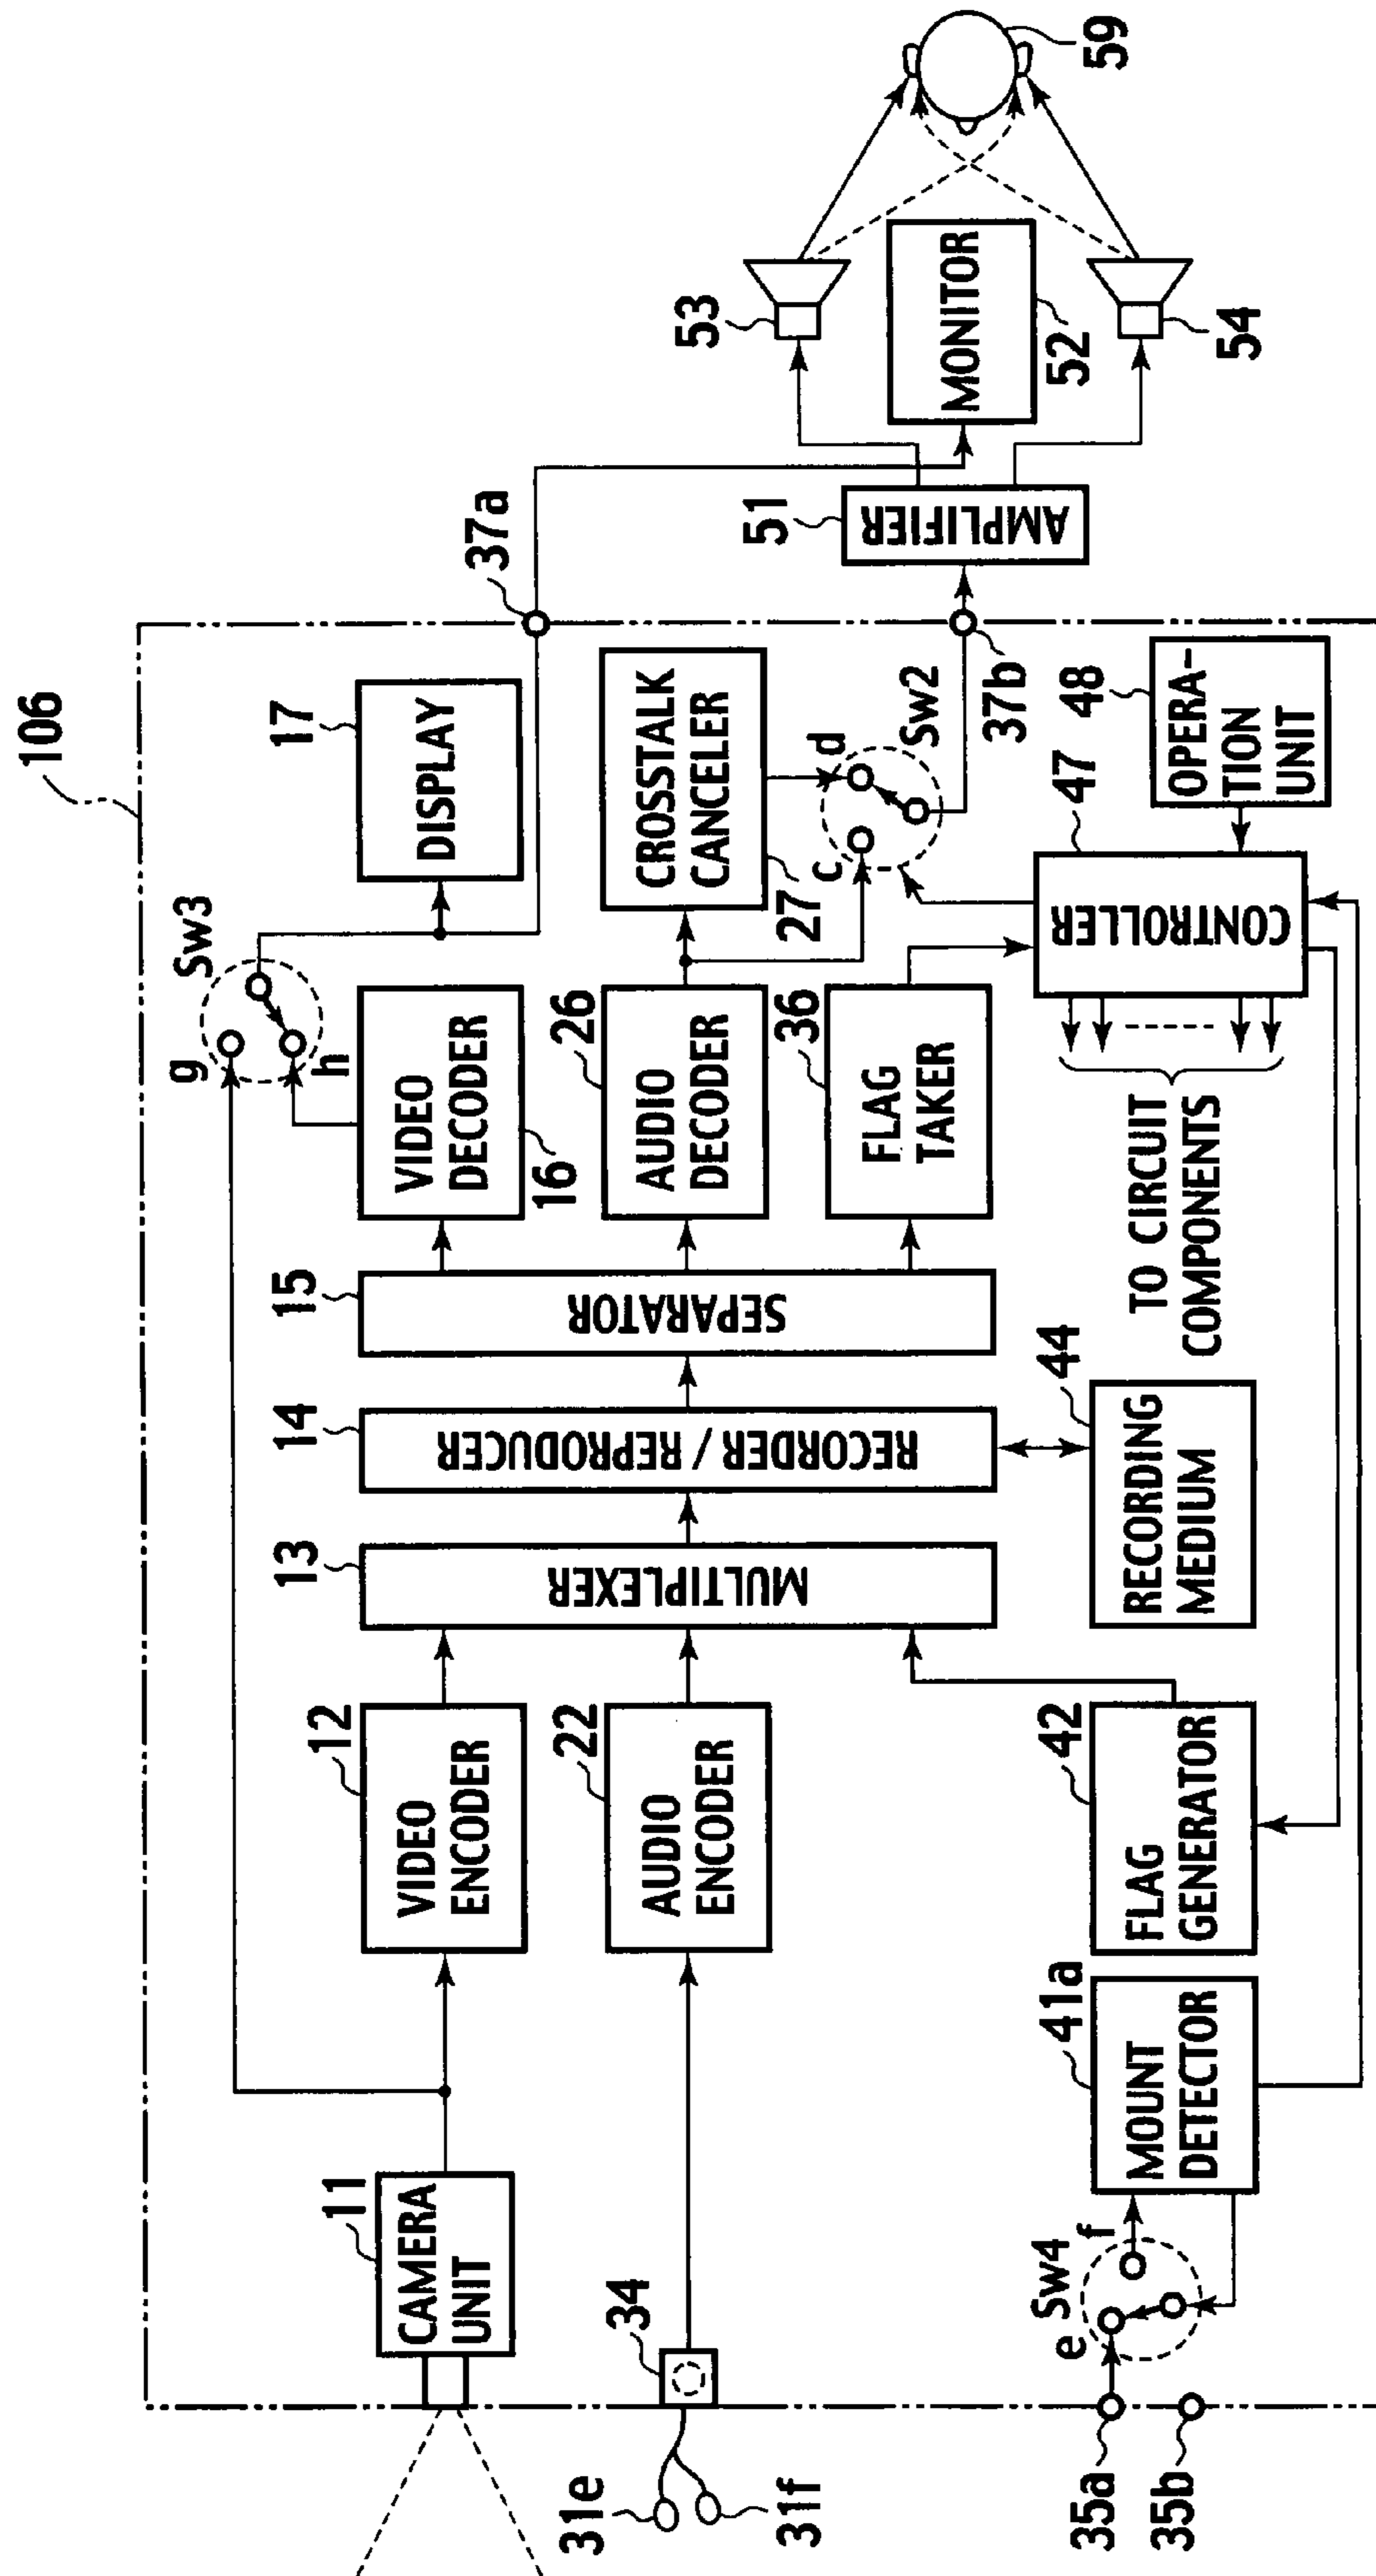 106
11
CAMERA
UNIT
12
VIDEO
ENCODER
13
MULTIPLEXER
14
RECORDER / REPRODUCER
15
SEPARATOR
16
VIDEO
DECODER
g
h
Sw3
17
DISPLAY
37a
31e
31f
34
22
AUDIO
ENCODER
26
AUDIO
DECODER
27
CROSSTALK
CANCELER
c
d
Sw2
37b
36
FLAG
TAKER
35a
35b
e
Sw4
f
41a
MOUNT
DETECTOR
42
FLAG
GENERATOR
44
RECORDING
MEDIUM
TO CIRCUIT
COMPONENTS
47
CONTROLLER
48
OPERA-
TION
UNIT
51
AMPLIFIER
53
MONITOR
52
54
59